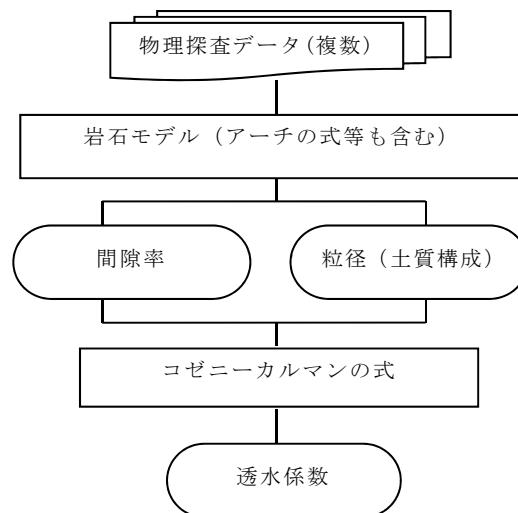 物理探査データ(複数)
岩石モデル（アーチの式等も含む）
間隙率
粒径（土質構成）
コゼニーカルマンの式
透水係数